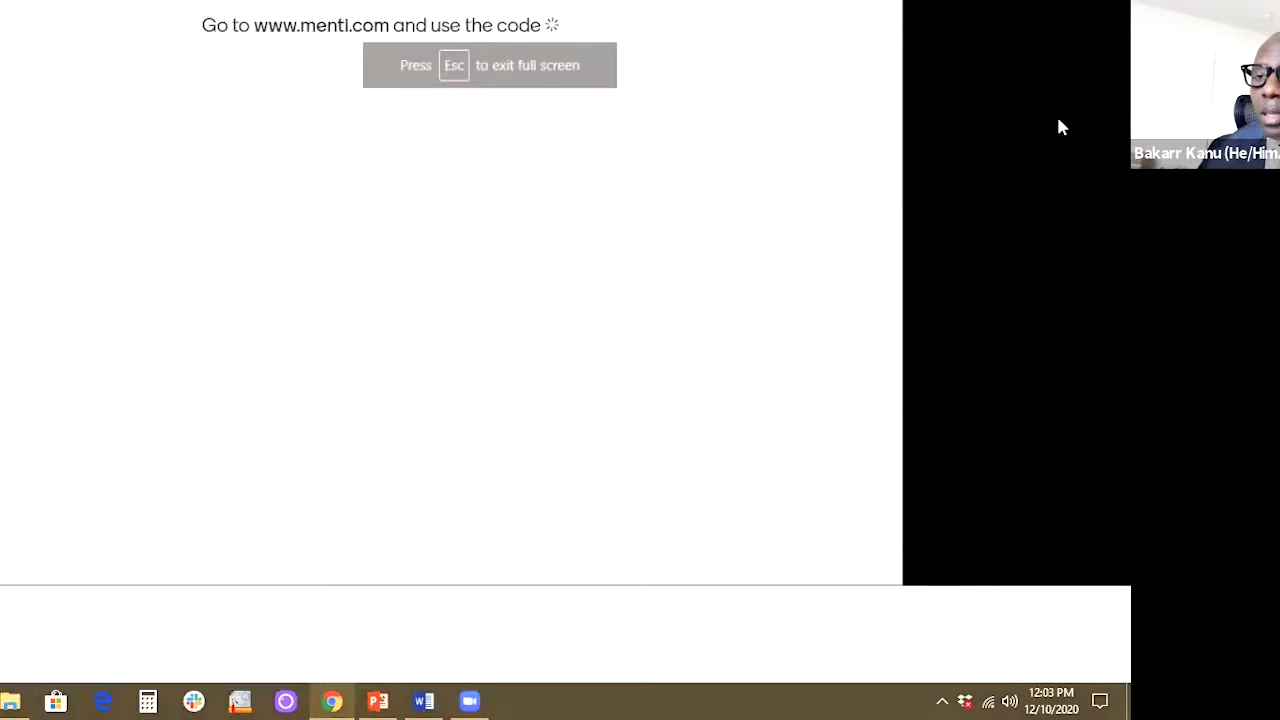 Go to www.menti.com and use the code
Press Esc to exit full screen
Bakarr Kanu (He/Him
12:03 PM
12/10/2020